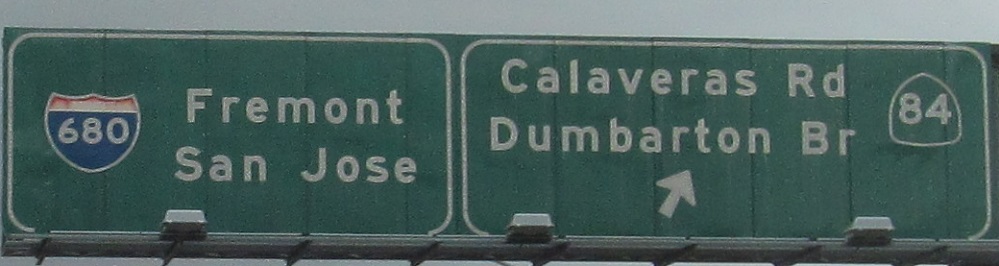 680
Fremont
San Jose
Calaveras Rd
Dumbarton Br
84